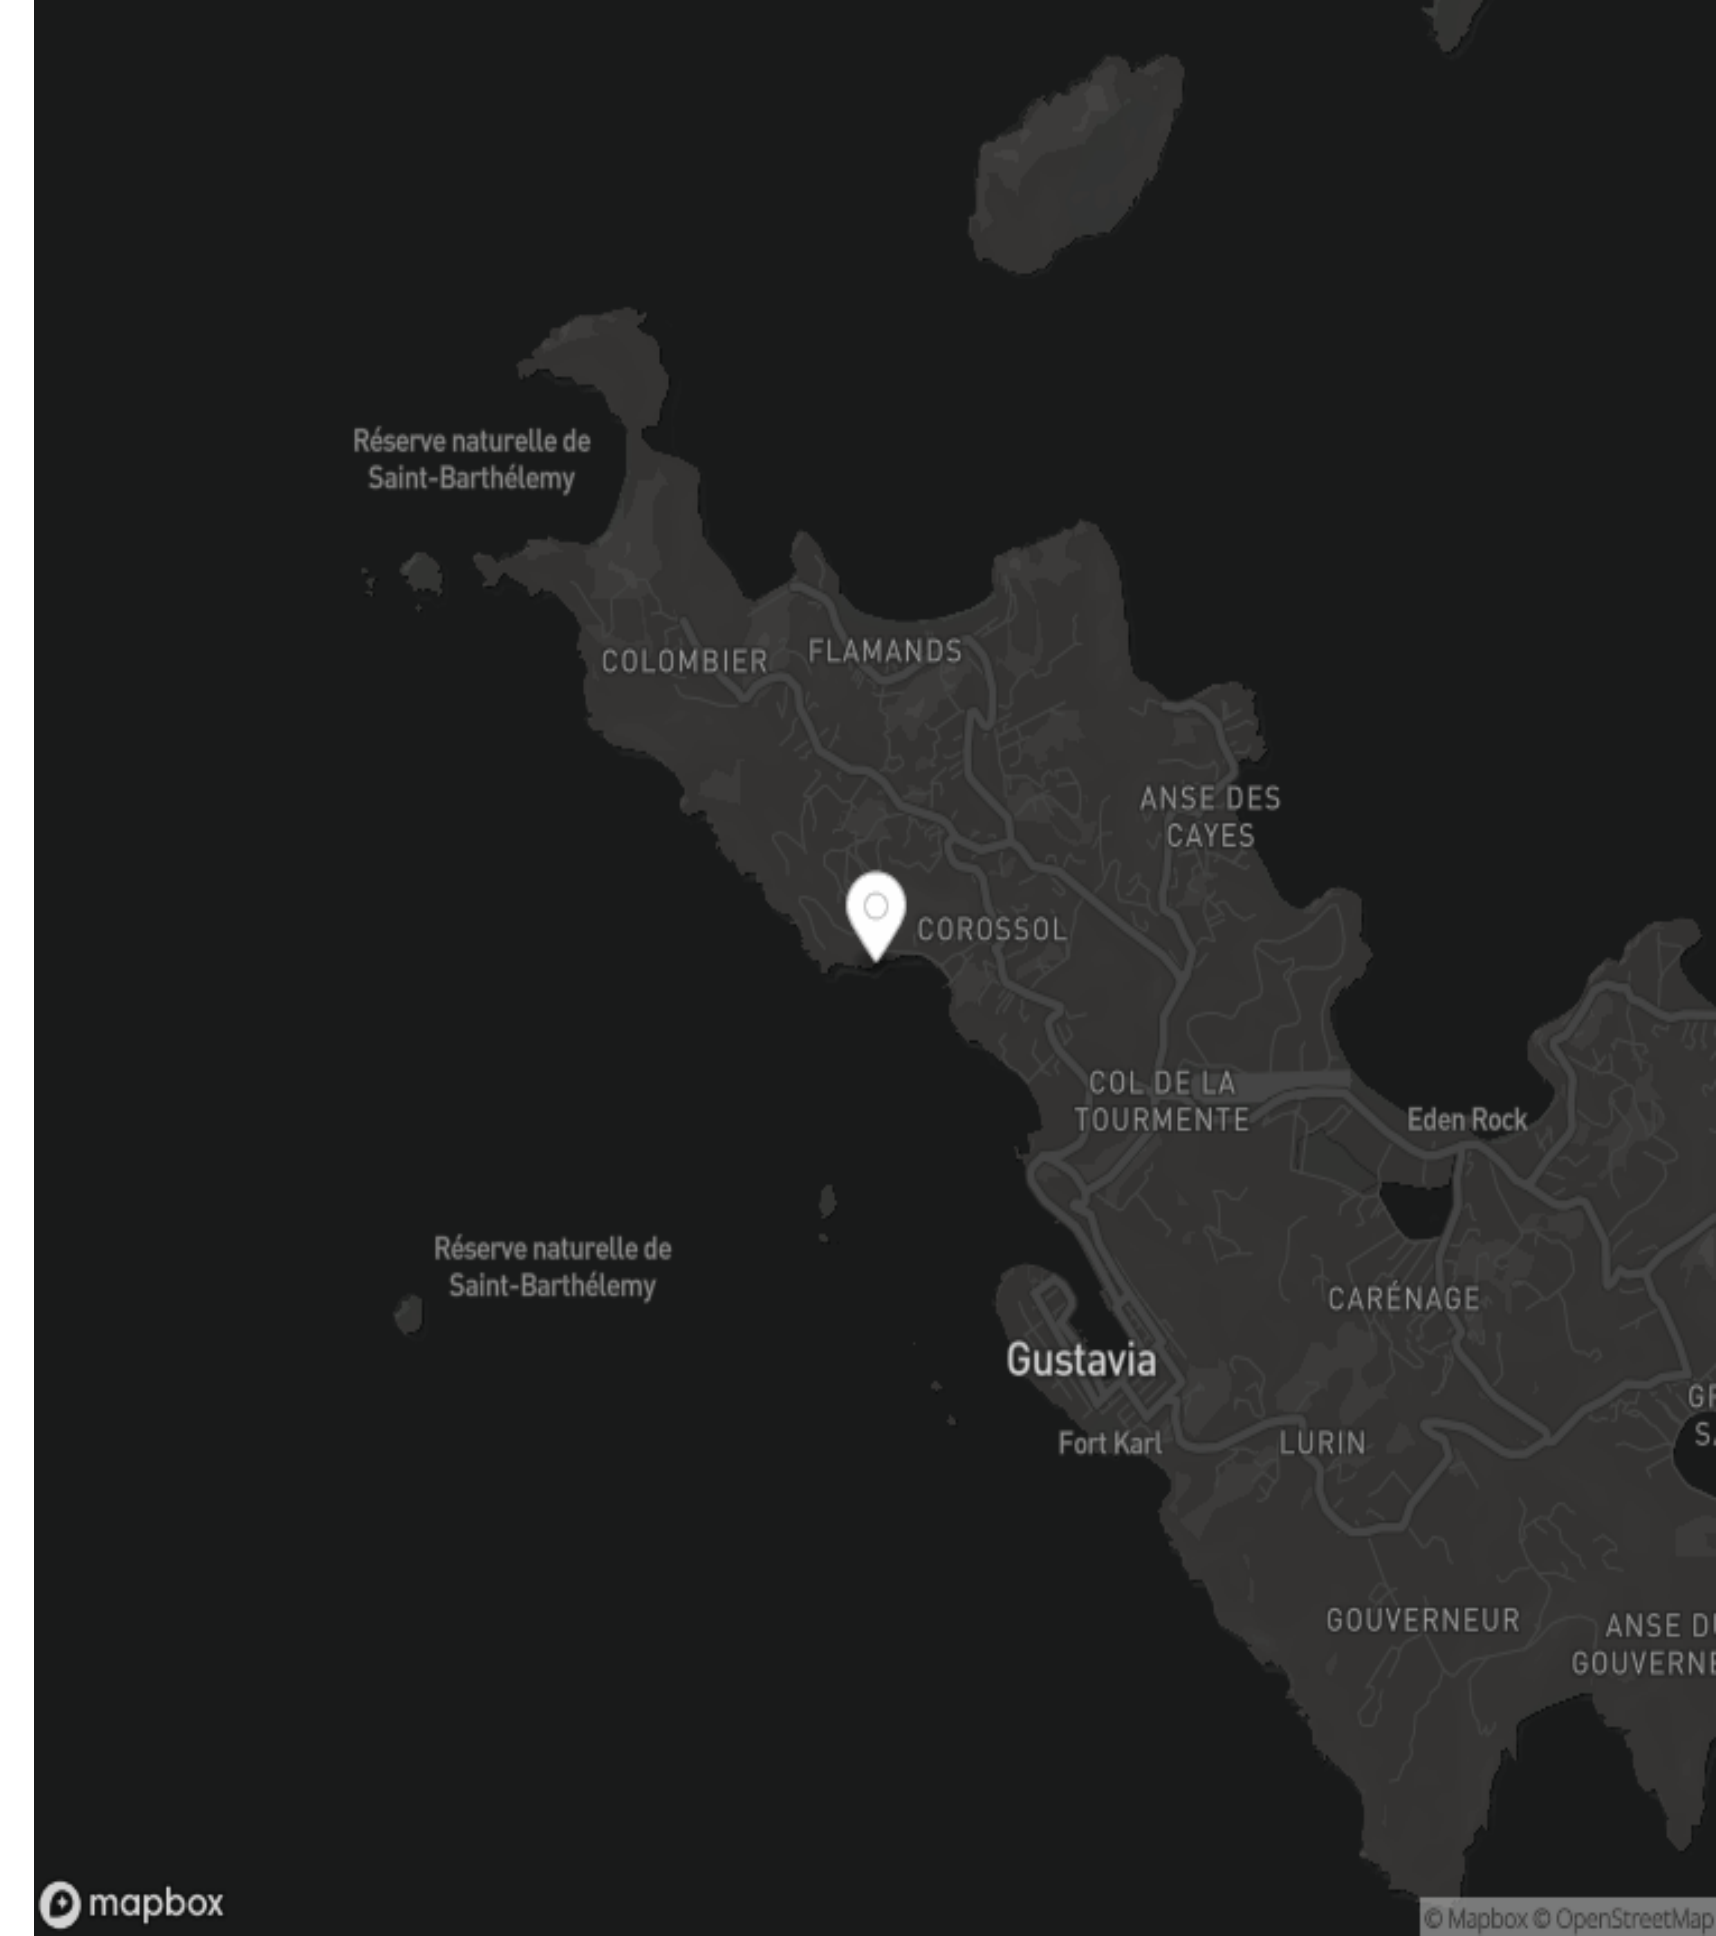 Réserve naturelle de
Saint-Barthélemy
COLOMBIER
FLAMANDS
ANSE DES
CAYES
COROSSOL
COL DE LA
TOURMENTE
Eden Rock
Réserve naturelle de
Saint-Barthélemy
CARÉNAGE
Gustavia
Fort Karl
LURIN
GOUVERNEUR
mapbox
© Mapbox © OpenStreetMap